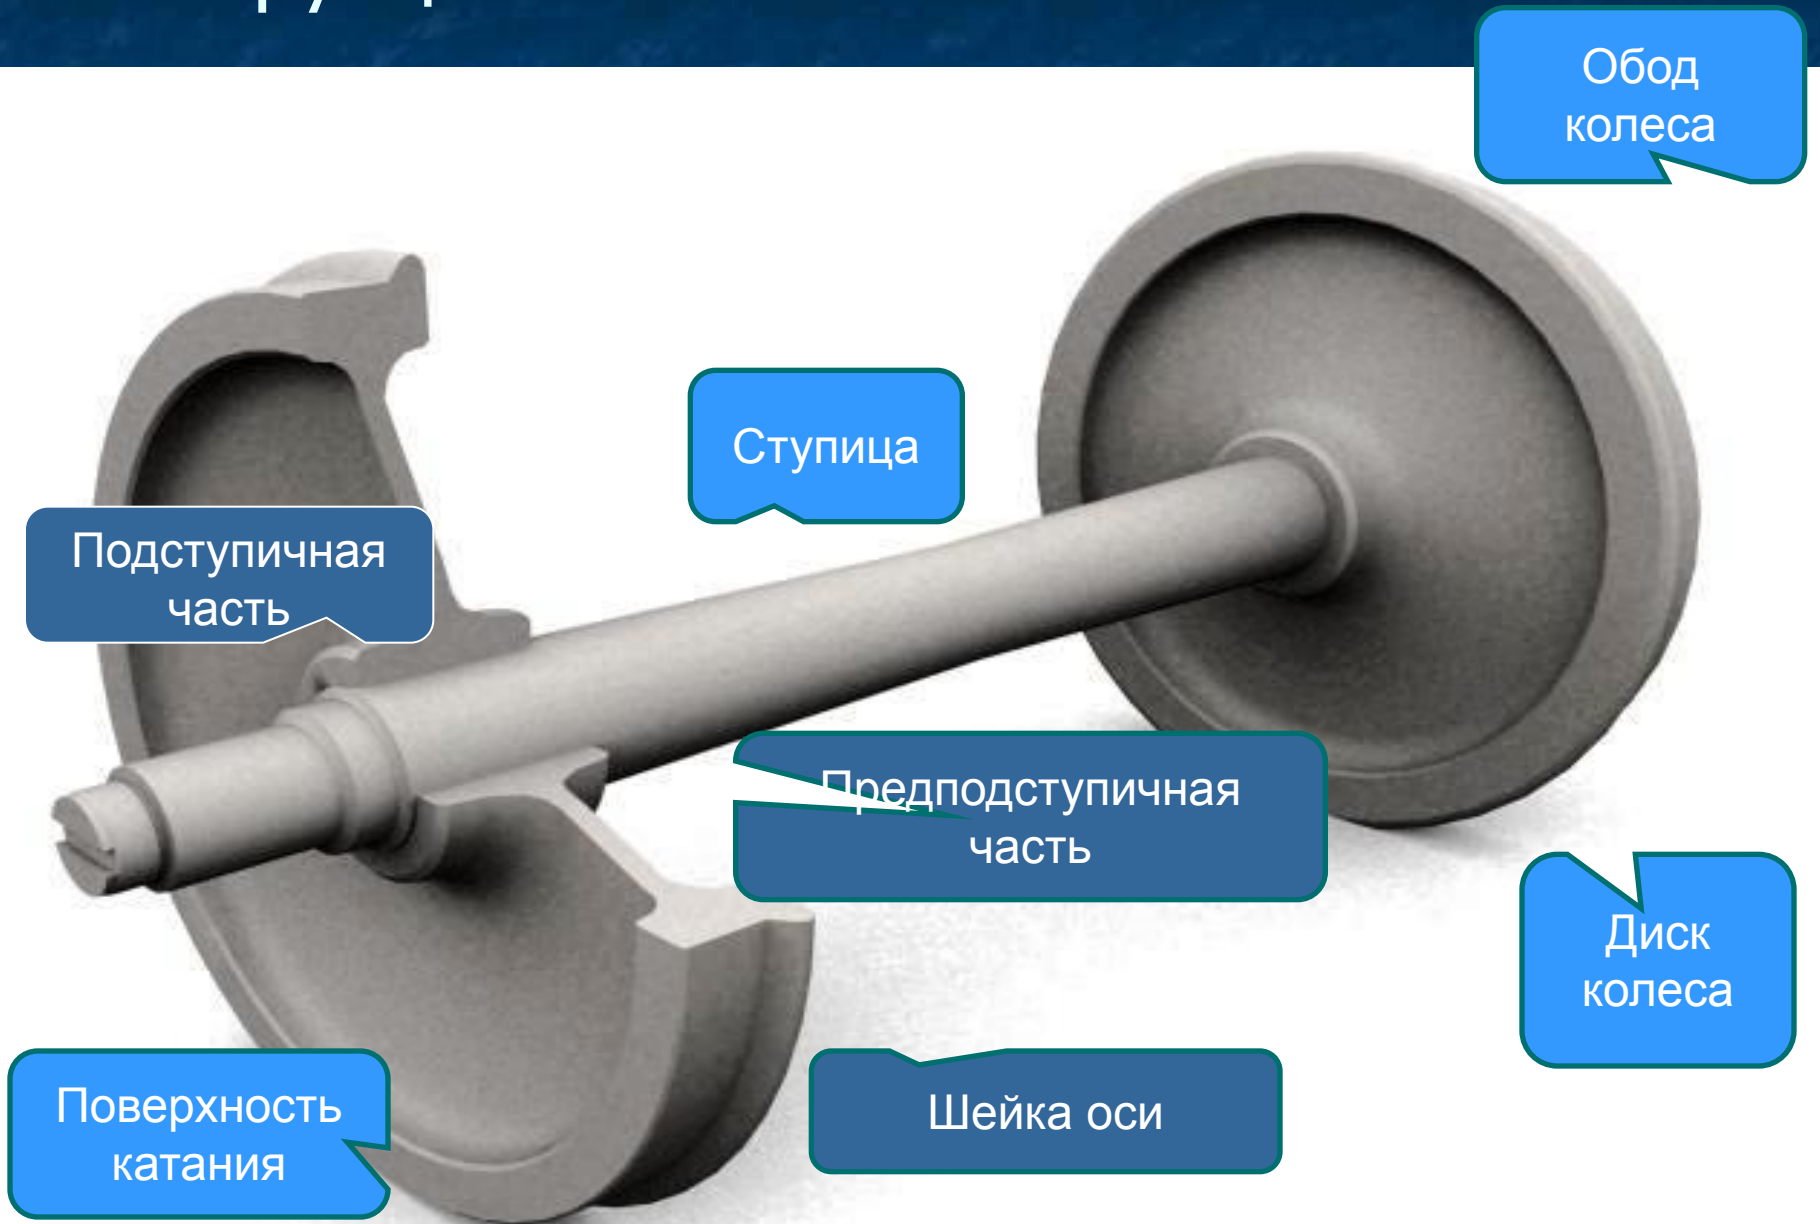 Обод
колеса
Ступица
Подступичная
часть
Предподступичная
часть
Диск
колеса
Поверхность
катания
Шейка оси